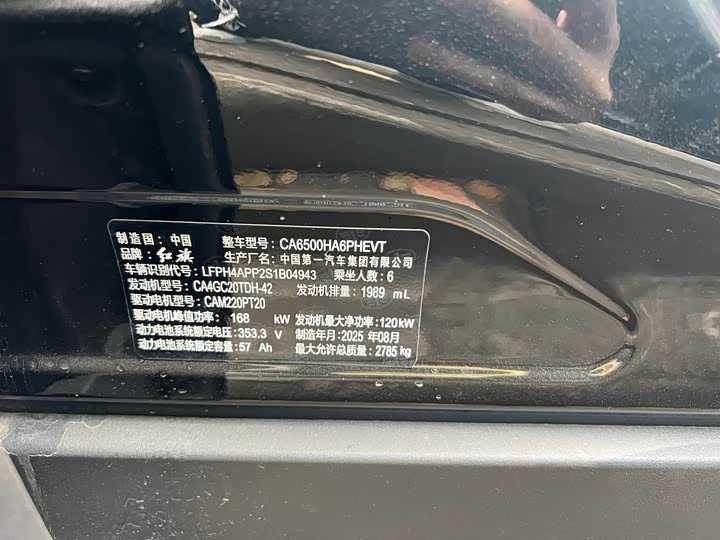 制造国：中国 整车型号：CA6500HA6PHEVT
品牌：红旗 生产厂名：中国第一汽车集团有限公司
车辆识别代号：LFPH4APP2S1B04943 乘坐人数：6
发动机型号：CA4GC20TDH-42 发动机排量：1989 mL
驱动电机型号：CAM220PT20
驱动电机峰值功率：168 kW 发动机最大净功率：120kW
动力电池系统额定电压：353.3 V 制造年月：2025 年08月
动力电池系统额定容量：57 Ah 最大允许总质量：2785 kg